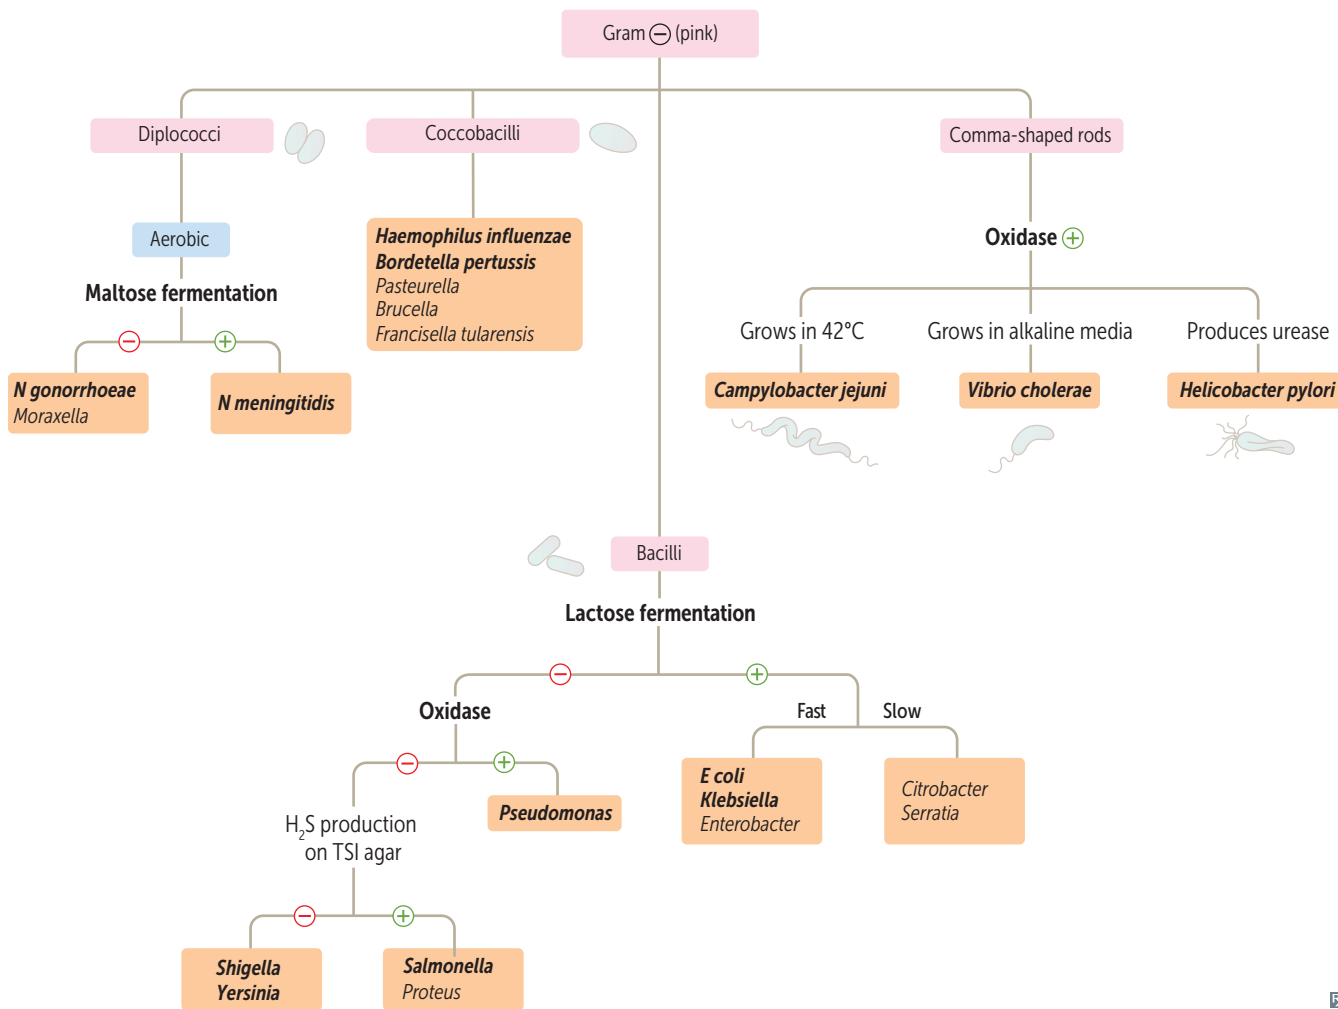 Gram ⊖ (pink)
Diplococci
Coccobacilli
Comma-shaped rods
Aerobic
Maltose fermentation
−
+
N gonorrhoeae
Moraxella
N meningitidis
Haemophilus influenzae
Bordetella pertussis
Pasteurella
Brucella
Francisella tularensis
Oxidase ⊕
Grows in 42°C
Grows in alkaline media
Produces urease
Campylobacter jejuni
Vibrio cholerae
Helicobacter pylori
Bacilli
Lactose fermentation
−
+
Oxidase
Fast
Slow
−
+
E coli
Klebsiella
Enterobacter
Citrobacter
Serratia
Pseudomonas
H₂S production
on TSI agar
−
+
Shigella
Yersinia
Salmonella
Proteus